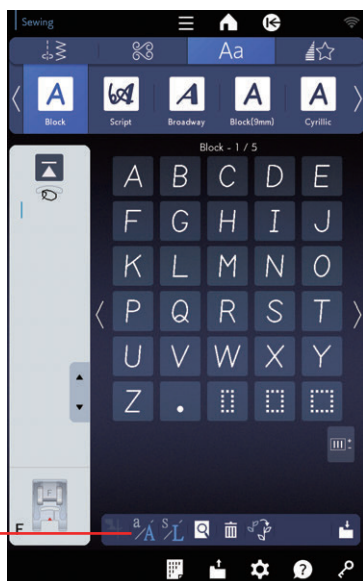 Sewing
Aa
A A A A A
Block Script Broadway Block(9mm) Cyrillic
Block - 1 / 5
A B C D E
F G H I J
K L M N O
P Q R S T
U V W X Y
Z .
F a/A S/L
?